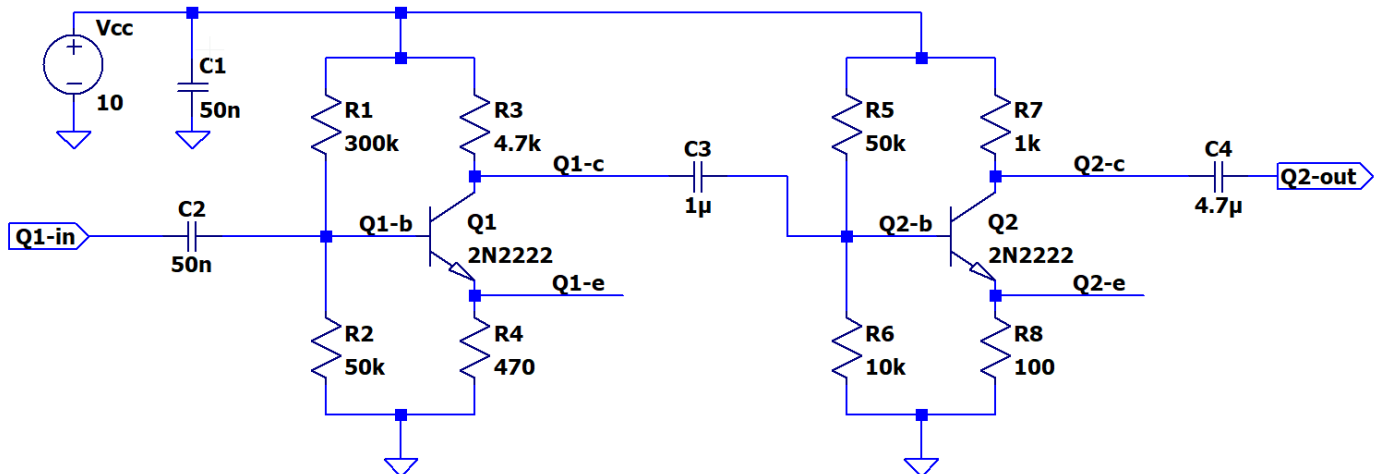 Vcc
10
C1
50n
R1
300k
R3
4.7k
Q1-c
C3
1µ
R5
50k
R7
1k
Q2-c
C4
4.7µ
Q2-out
Q1-in
C2
50n
Q1-b
Q1
2N2222
Q1-e
Q2-b
Q2
2N2222
Q2-e
R2
50k
R4
470
R6
10k
R8
100